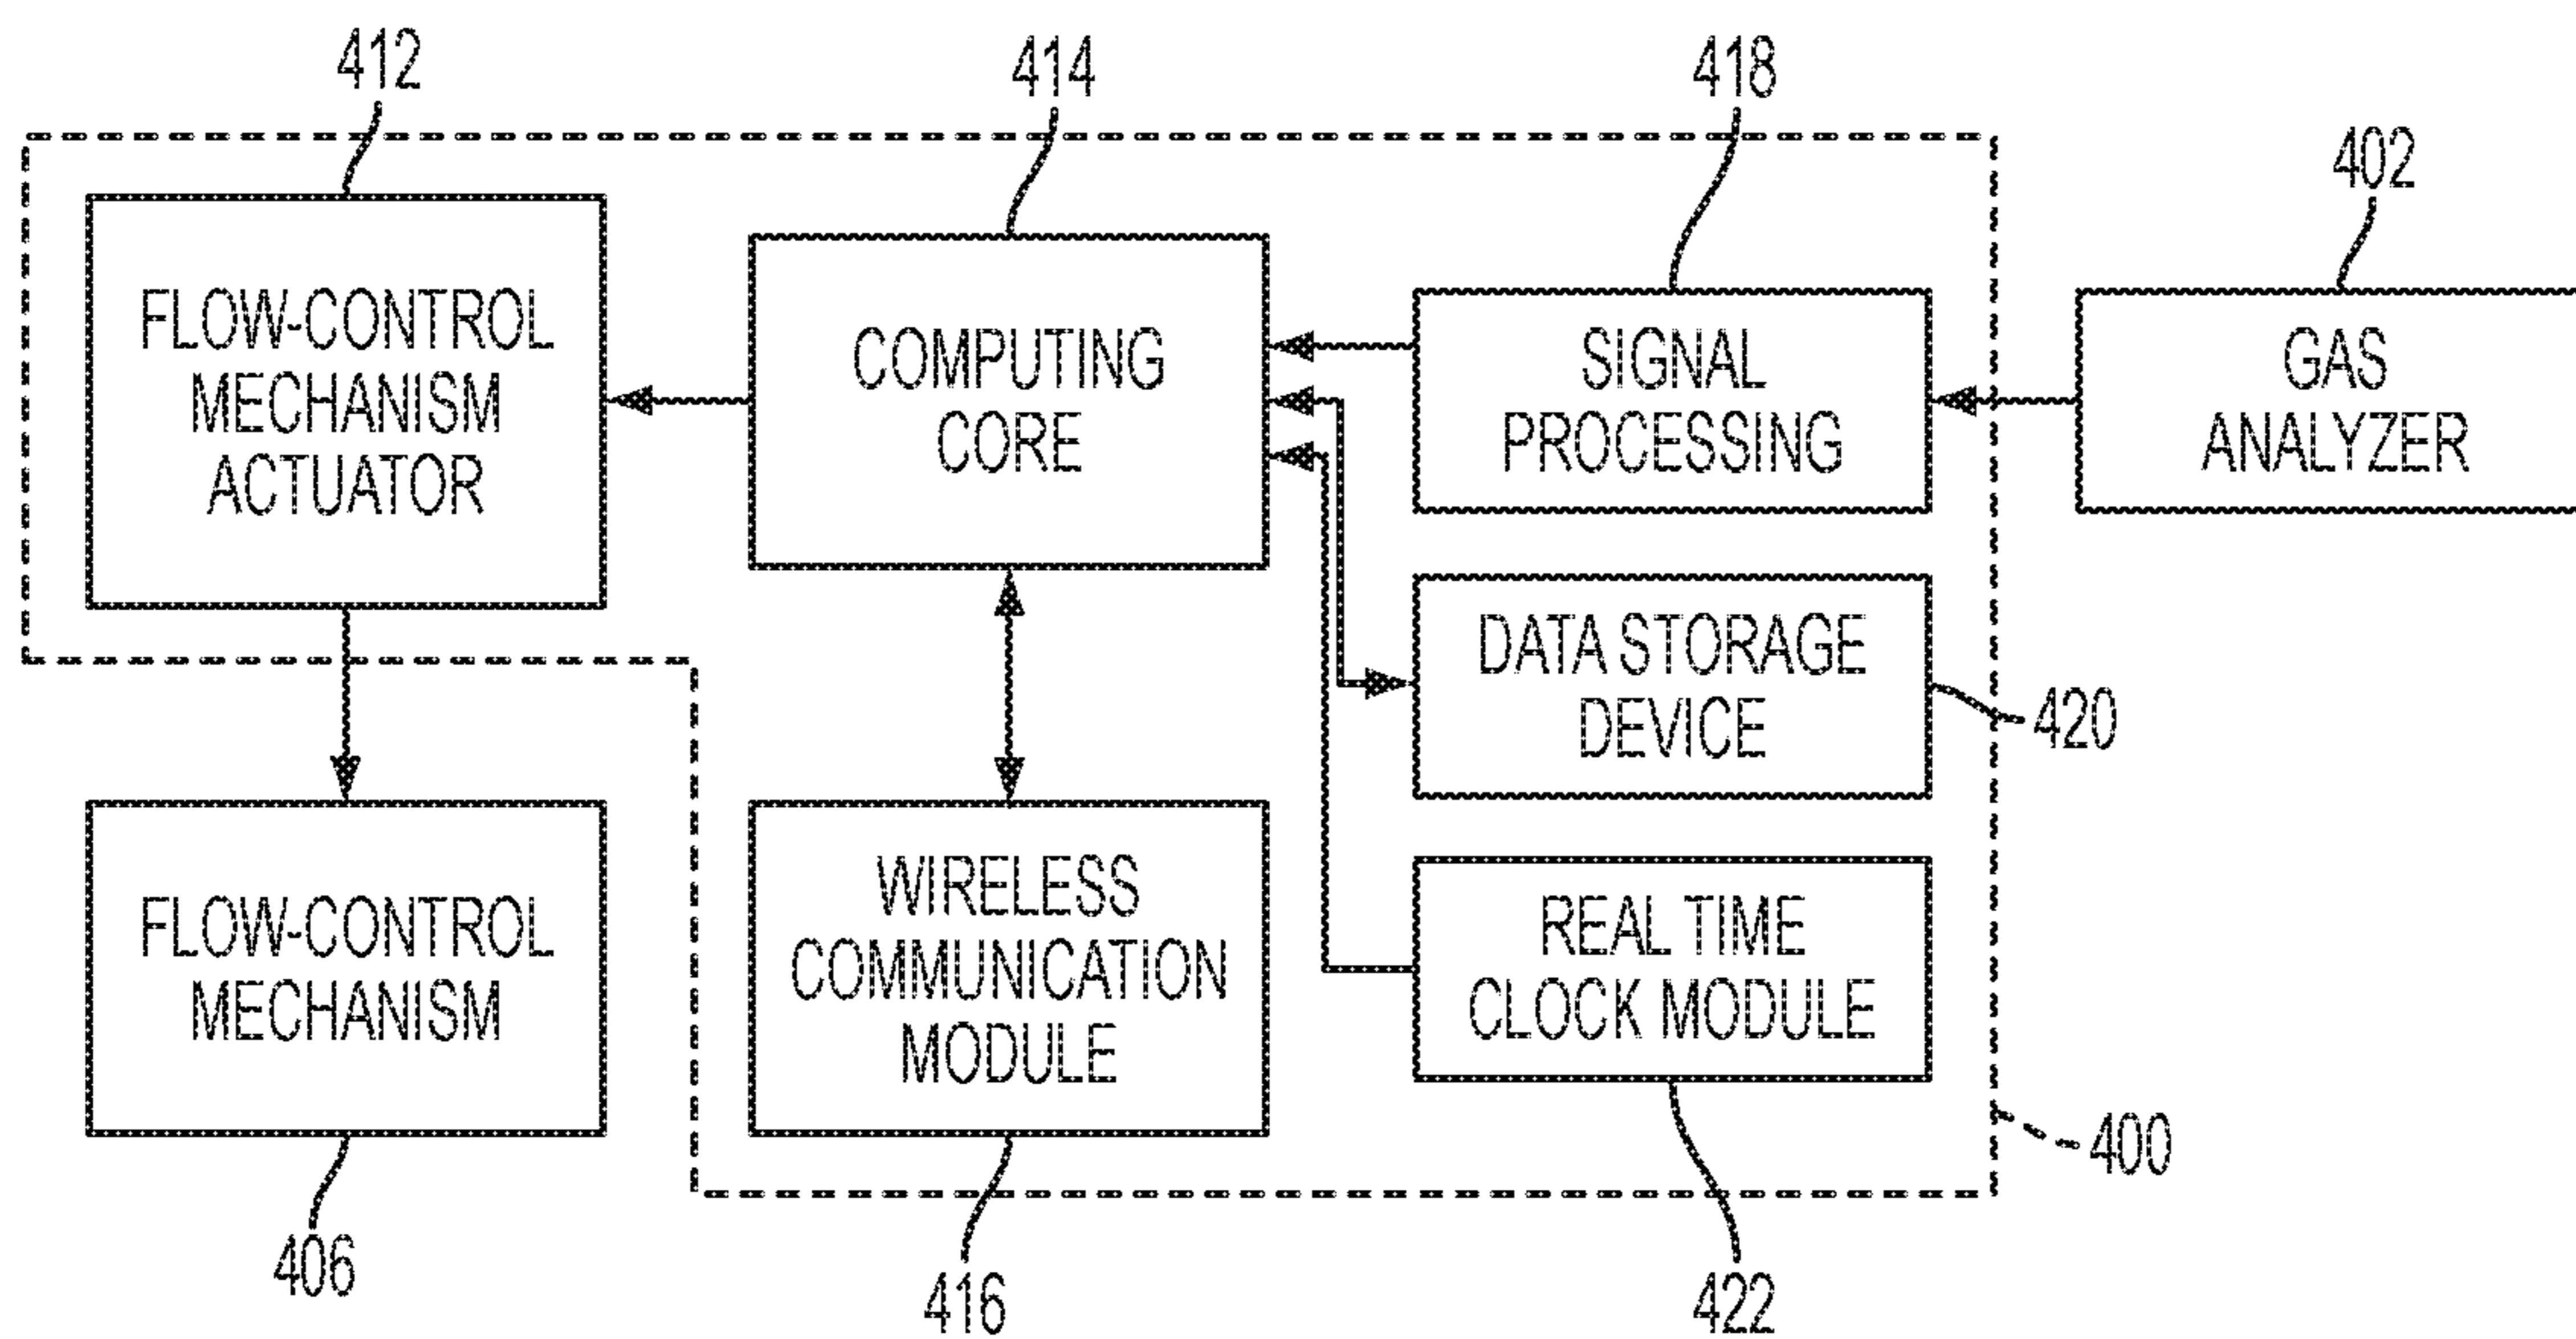 412
414
418
402
FLOW-CONTROL
MECHANISM
ACTUATOR
COMPUTING
CORE
SIGNAL
PROCESSING
GAS
ANALYZER
DATA STORAGE
DEVICE
420
FLOW-CONTROL
MECHANISM
WIRELESS
COMMUNICATION
MODULE
REAL TIME
CLOCK MODULE
400
406
416
422